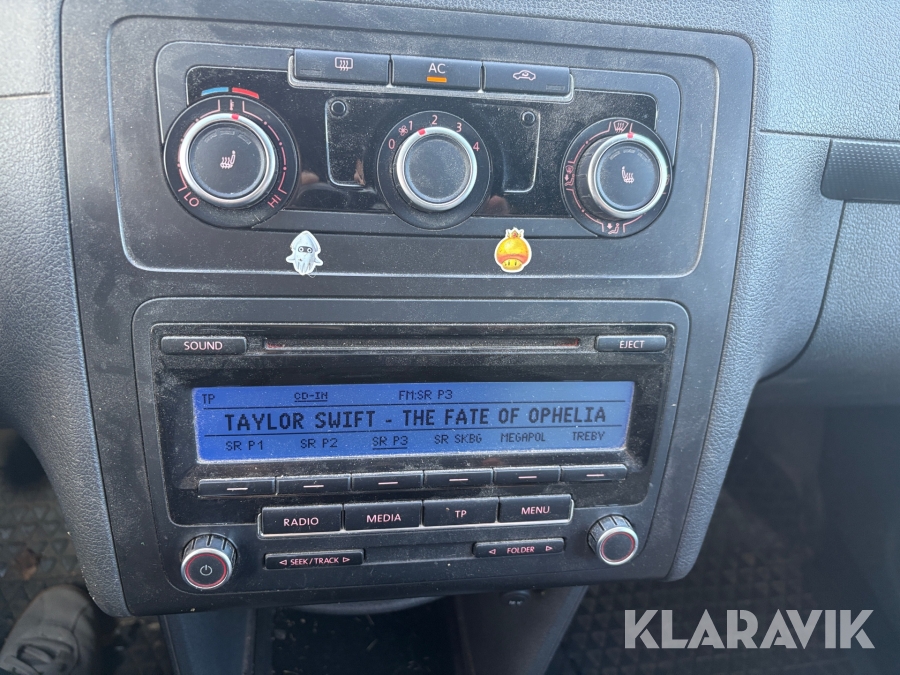 AC
0 1 2 3 4
LO HI
SOUND EJECT
TP CD-IN FM:SR P3
TAYLOR SWIFT - THE FATE OF OPHELIA
SR P1 SR P2 SR P3 SR SKBG MEGAPOL TREBY
RADIO MEDIA TP MENU
SEEK/TRACK FOLDER
KLARAVIK